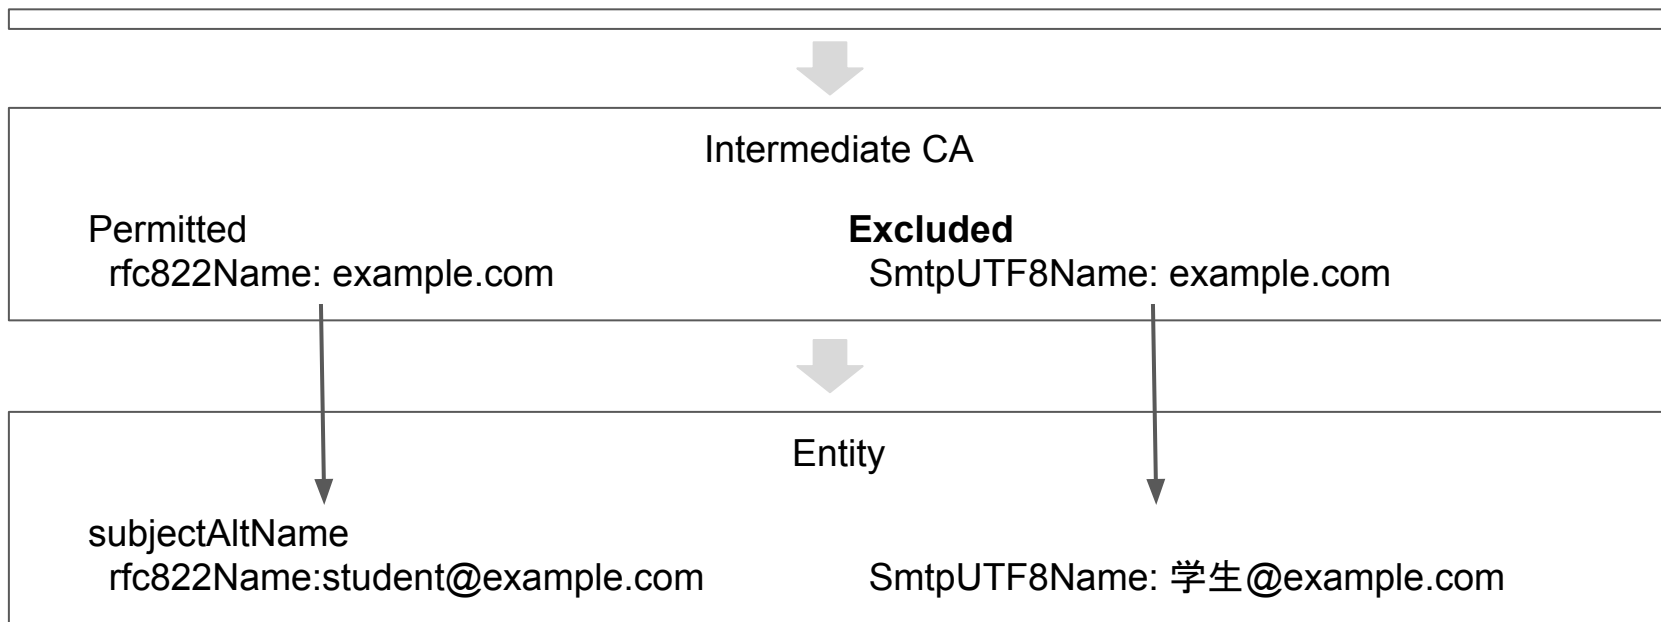 Intermediate CA
Permitted
rfc822Name: example.com
Excluded
SmtpUTF8Name: example.com
Entity
subjectAltName
rfc822Name:student@example.com
SmtpUTF8Name: 学生@example.com